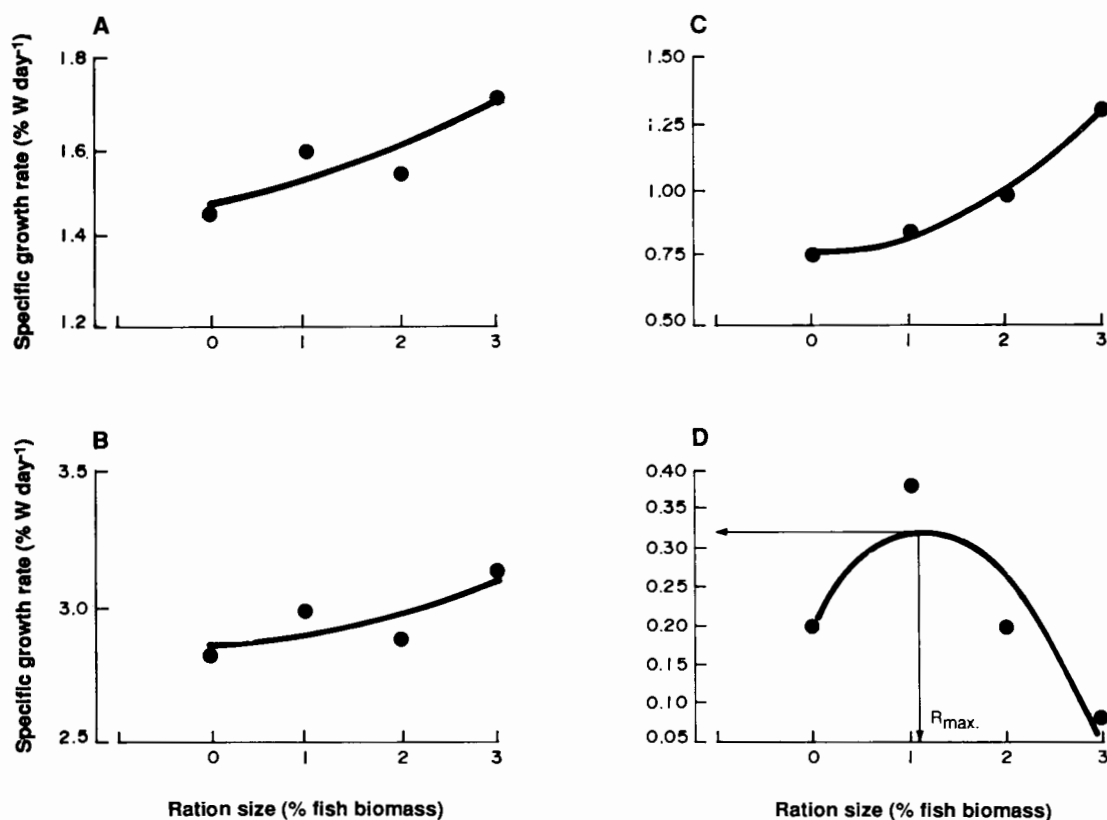 A
Specific growth rate (% W day⁻¹)
1.8
1.6
1.4
1.2
0 1 2 3
C
1.50
1.25
1.00
0.75
0.50
0 1 2 3
B
Specific growth rate (% W day⁻¹)
3.5
3.0
2.5
0 1 2 3
Ration size (% fish biomass)
D
0.40
0.35
0.30
0.25
0.20
0.15
0.10
0.05
Rmax.
0 1 2 3
Ration size (% fish biomass)